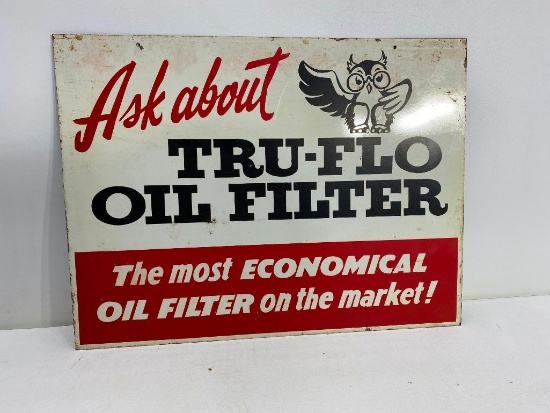 Ask about
TRU-FLO
OIL FILTER
The most ECONOMICAL
OIL FILTER on the market!